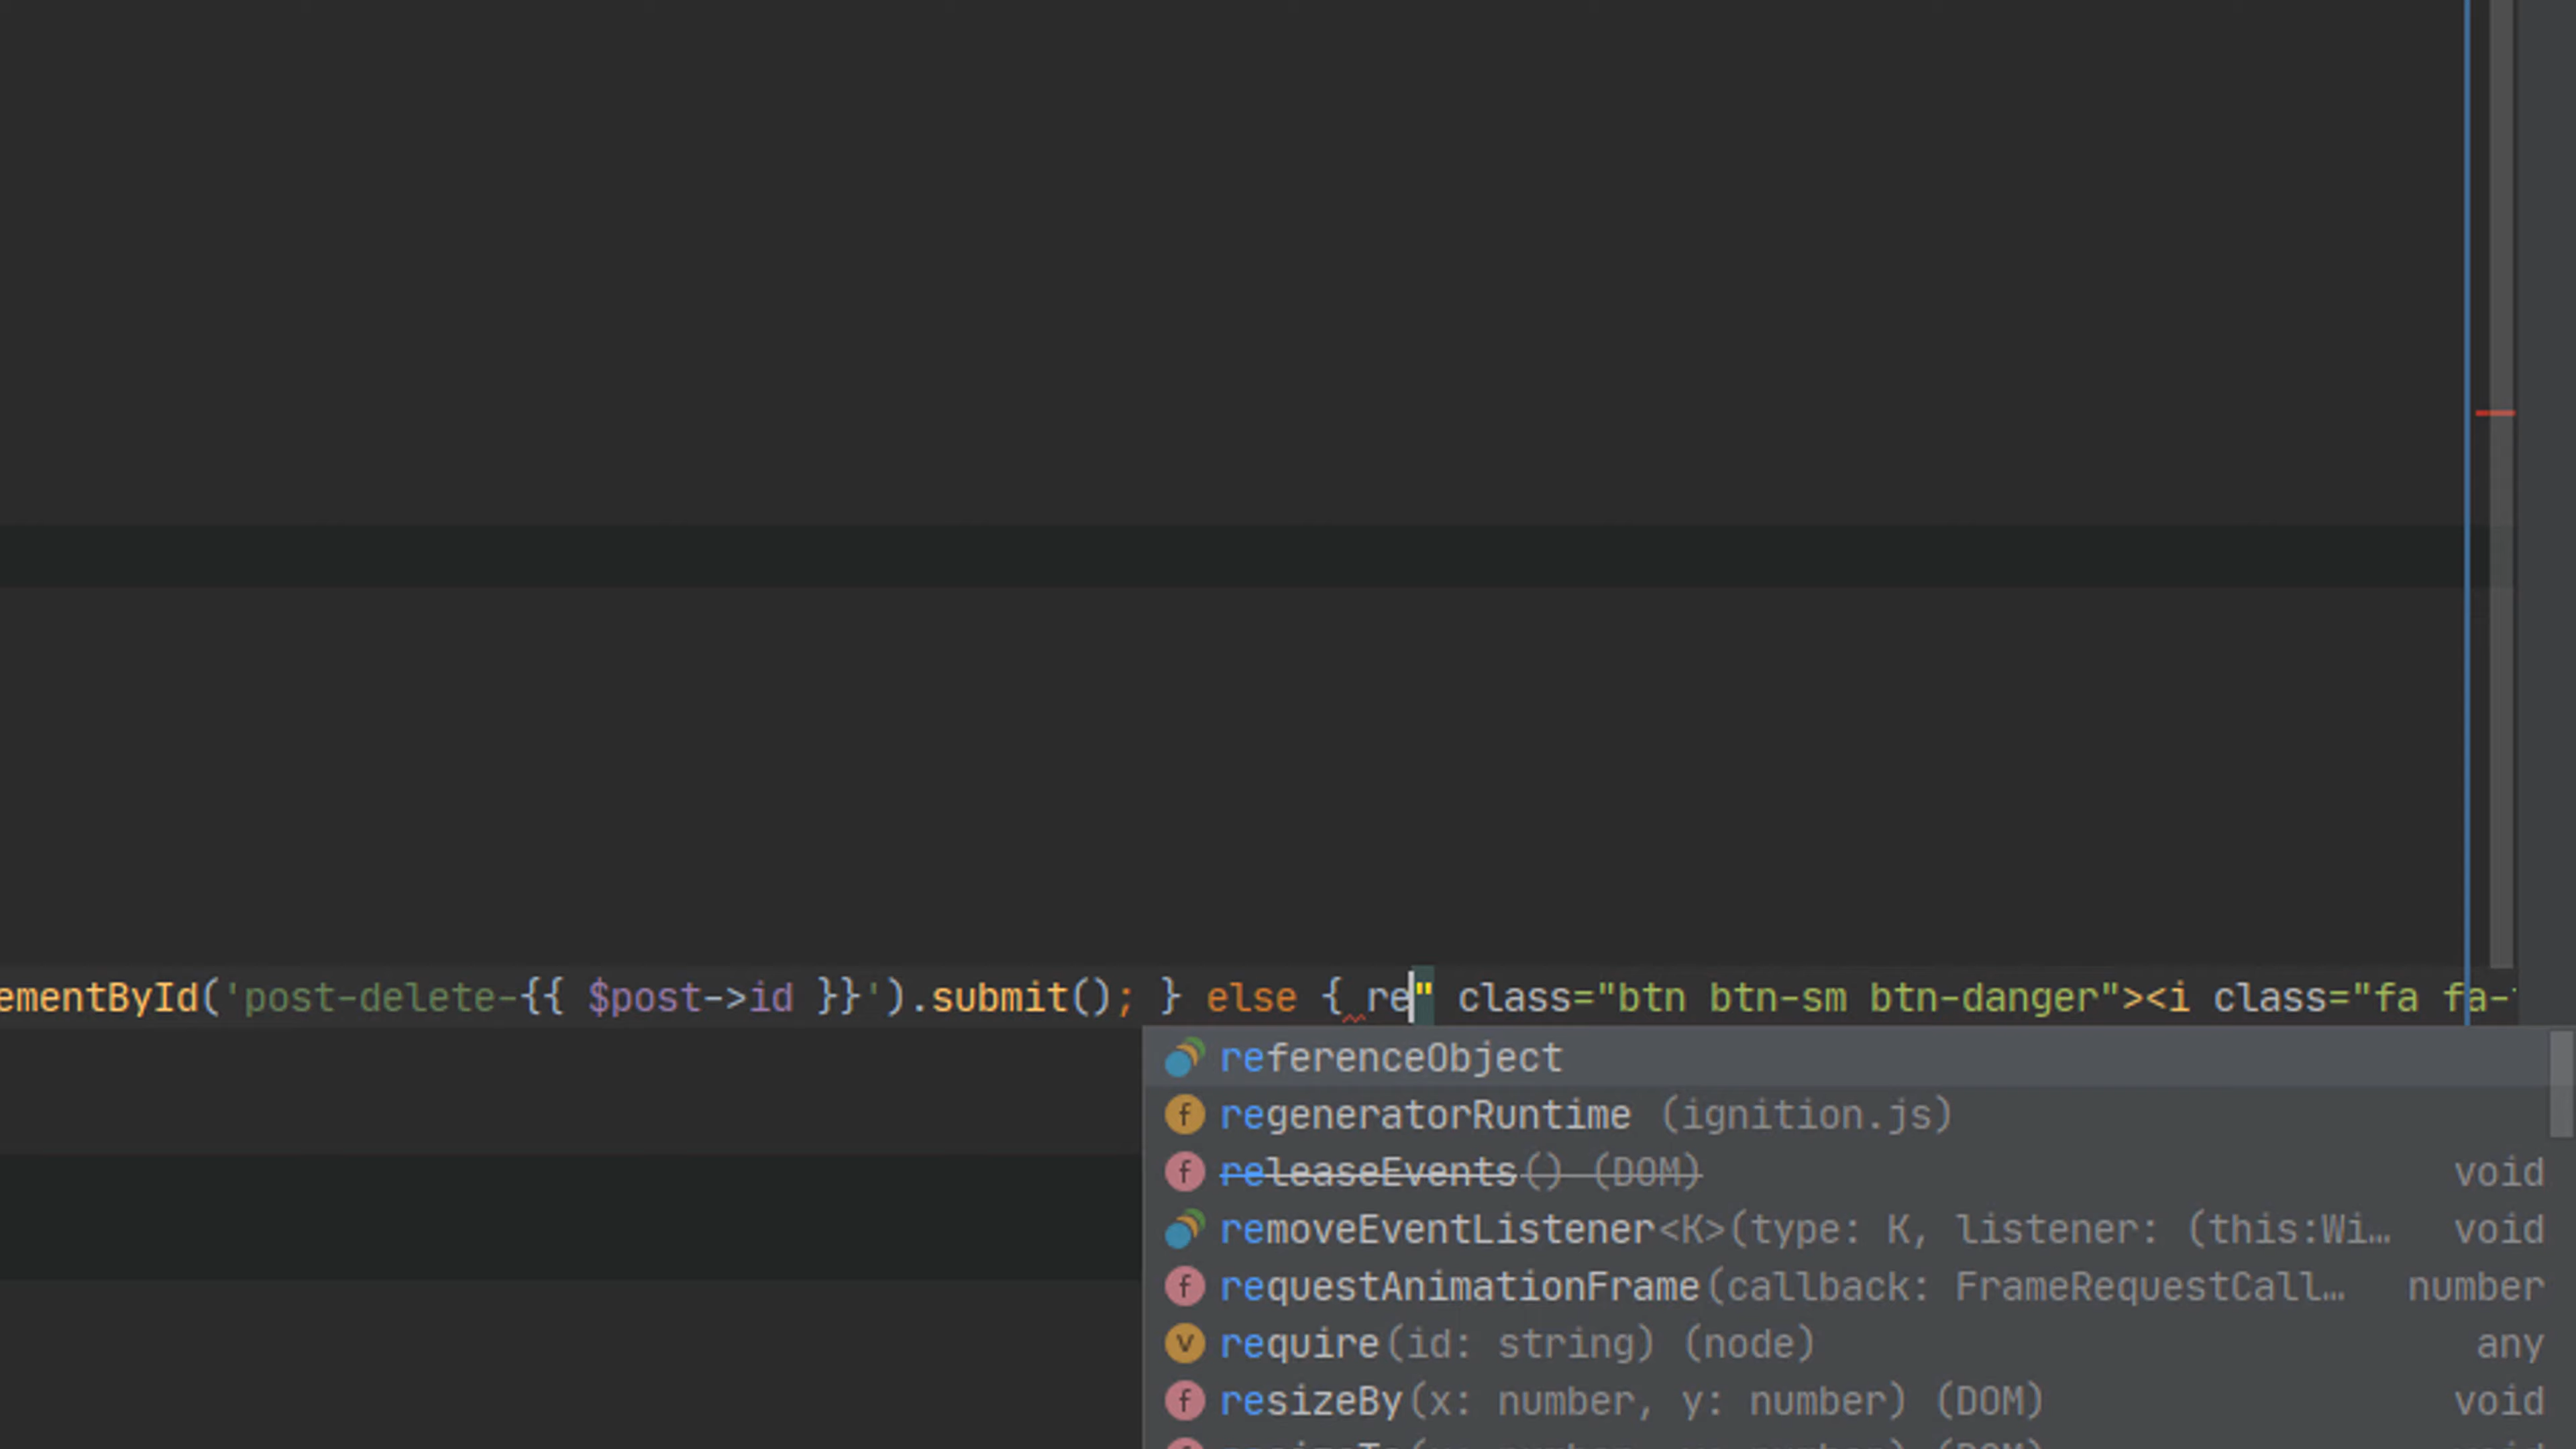 ementById('post-delete-{{ $post->id }}').submit(); } else { re" class="btn btn-sm btn-danger"><i class="fa fa-
referenceObject
regeneratorRuntime (ignition.js)
releaseEvents() (DOM) void
removeEventListener<K>(type: K, listener: (this:Wi… void
requestAnimationFrame(callback: FrameRequestCall… number
require(id: string) (node) any
resizeBy(x: number, y: number) (DOM) void